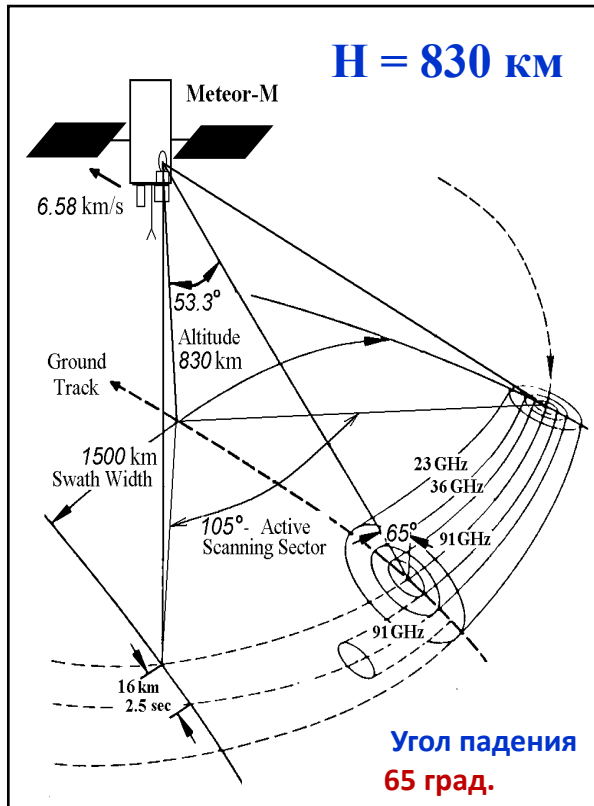 H = 830 км
Meteor-M
6.58 km/s
53.3°
Altitude
830 km
Ground
Track
1500 km
Swath Width
105° - Active
Scanning Sector
23 GHz
36 GHz
65°
91 GHz
91 GHz
16 km
2.5 sec
Угол падения
65 град.